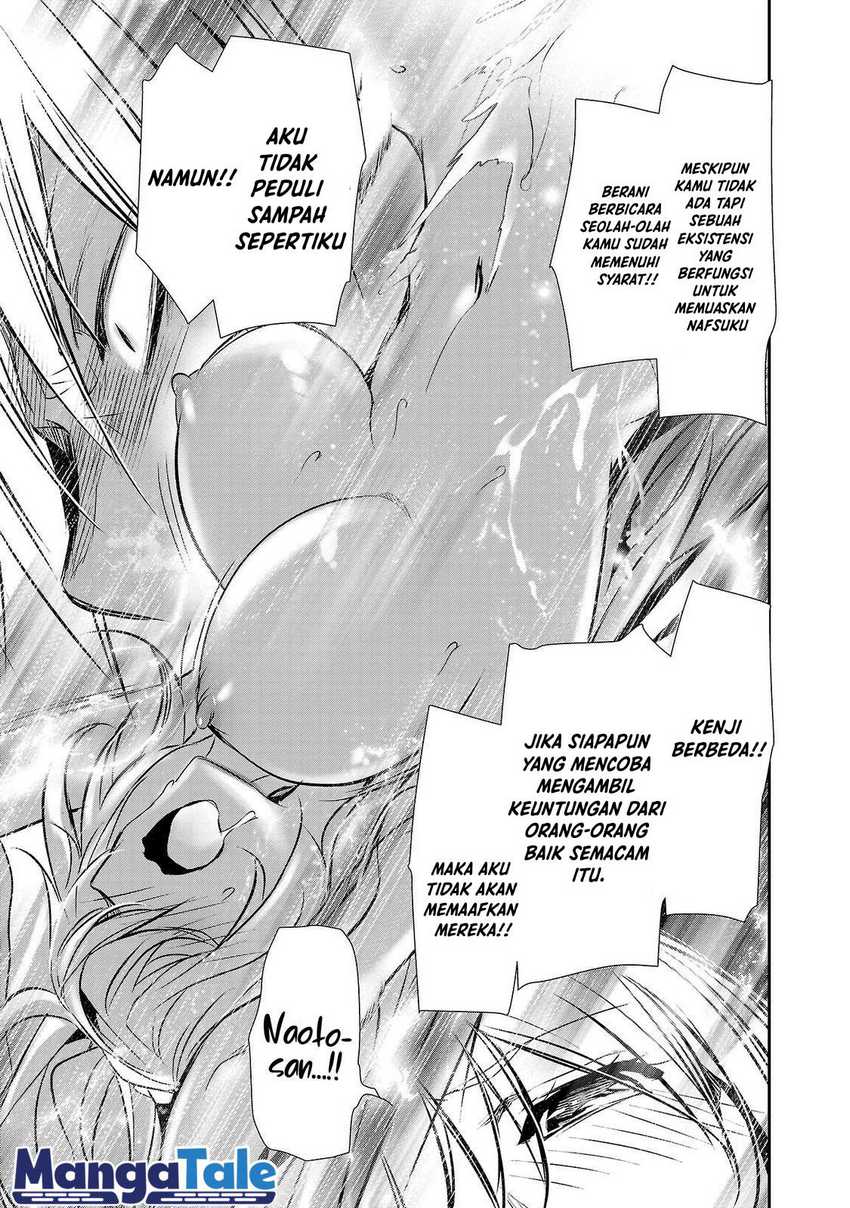 MESKIPUN
KAMU TIDAK
ADA TAPI
SEBUAH
EKSISTENSI
YANG
BERFUNGSI
UNTUK
MEMUASKAN
NAFSUKU
BERANI
BERBICARA
SEOLAH-OLAH
KAMU SUDAH
MEMENUHI
SYARAT!!
AKU
TIDAK
PEDULI
SAMPAH
SEPERTIKU
NAMUN!!
KENJI
BERBEDA!!
JIKA SIAPAPUN
YANG MENCOBA
MENGAMBIL
KEUNTUNGAN DARI
ORANG-ORANG
BAIK SEMACAM
ITU.
MAKA AKU
TIDAK AKAN
MEMAAFKAN
MEREKA!!
Naoto-
san...!!
MangaTale